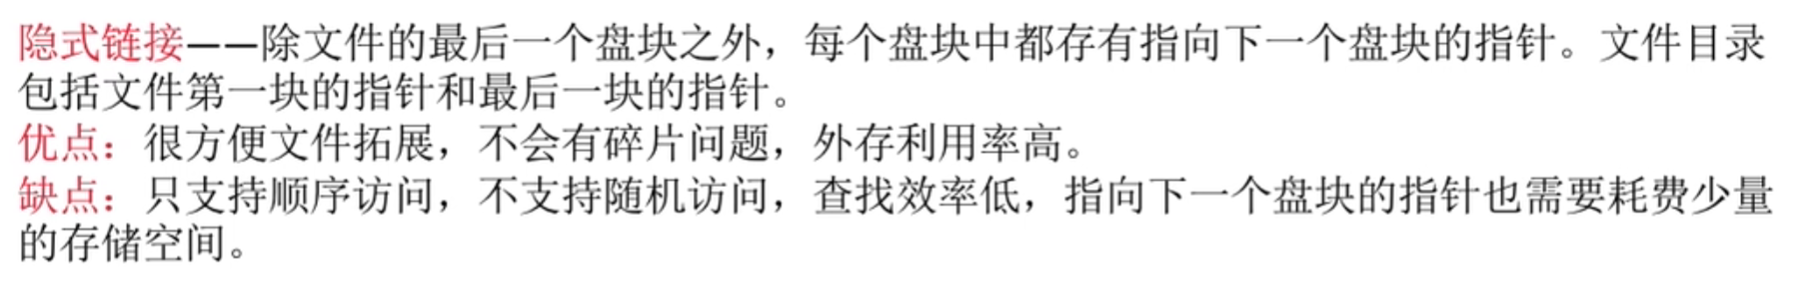 隐式链接——除文件的最后一个盘块之外，每个盘块中都存有指向下一个盘块的指针。文件目录
包括文件第一块的指针和最后一块的指针。
优点：很方便文件拓展，不会有碎片问题，外存利用率高。
缺点：只支持顺序访问，不支持随机访问，查找效率低，指向下一个盘块的指针也需要耗费少量
的存储空间。